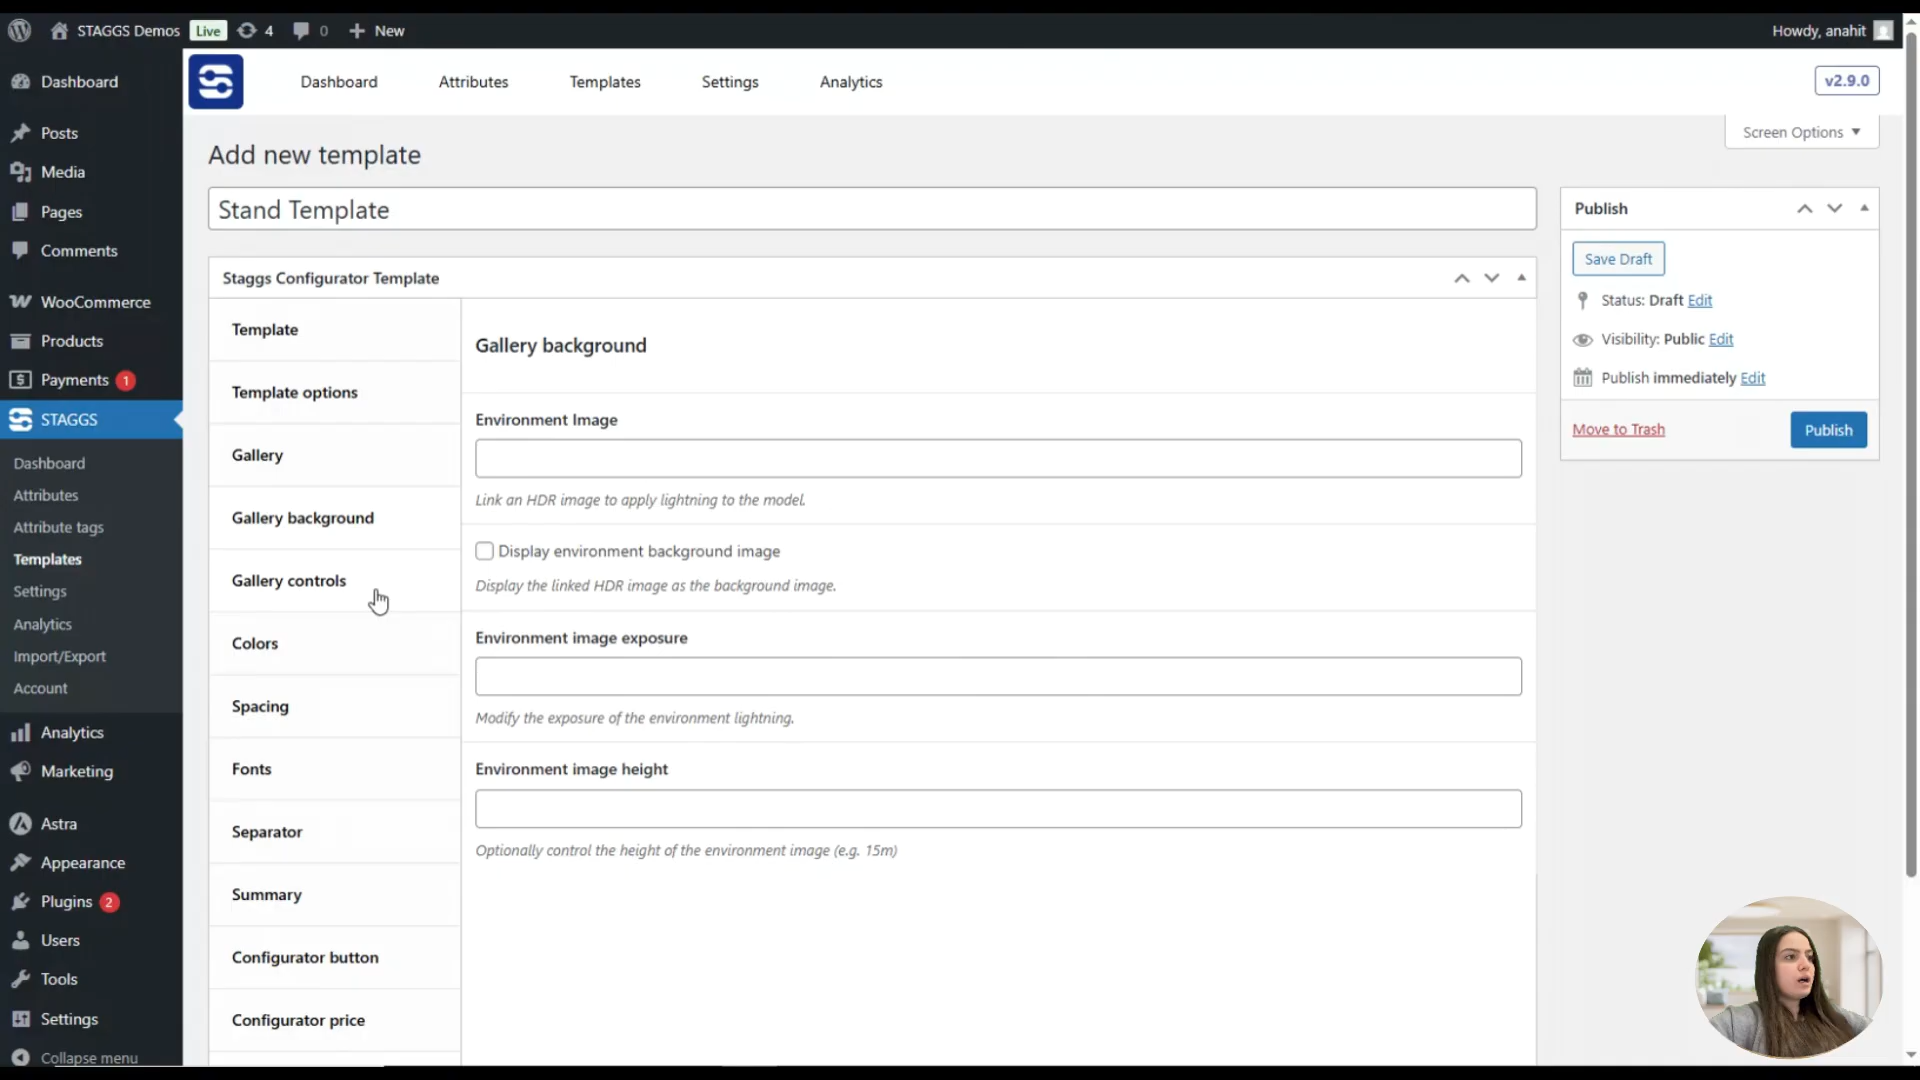 STAGGS Demos Live 4 0 + New
Howdy, anahit
Dashboard
Posts
Media
Pages
Comments
WooCommerce
Products
Payments 1
STAGGS
Dashboard
Attributes
Attribute tags
Templates
Settings
Analytics
Import/Export
Account
Analytics
Marketing
Astra
Appearance
Plugins 2
Users
Tools
Settings
Collapse menu
Dashboard Attributes Templates Settings Analytics
v2.9.0
Screen Options
Add new template
Stand Template
Staggs Configurator Template
Template
Template options
Gallery
Gallery background
Gallery controls
Colors
Spacing
Fonts
Separator
Summary
Configurator button
Configurator price
Gallery background
Environment Image
Link an HDR image to apply lightning to the model.
Display environment background image
Display the linked HDR image as the background image.
Environment image exposure
Modify the exposure of the environment lightning.
Environment image height
Optionally control the height of the environment image (e.g. 15m)
Publish
Save Draft
Status: Draft Edit
Visibility: Public Edit
Publish immediately Edit
Move to Trash
Publish